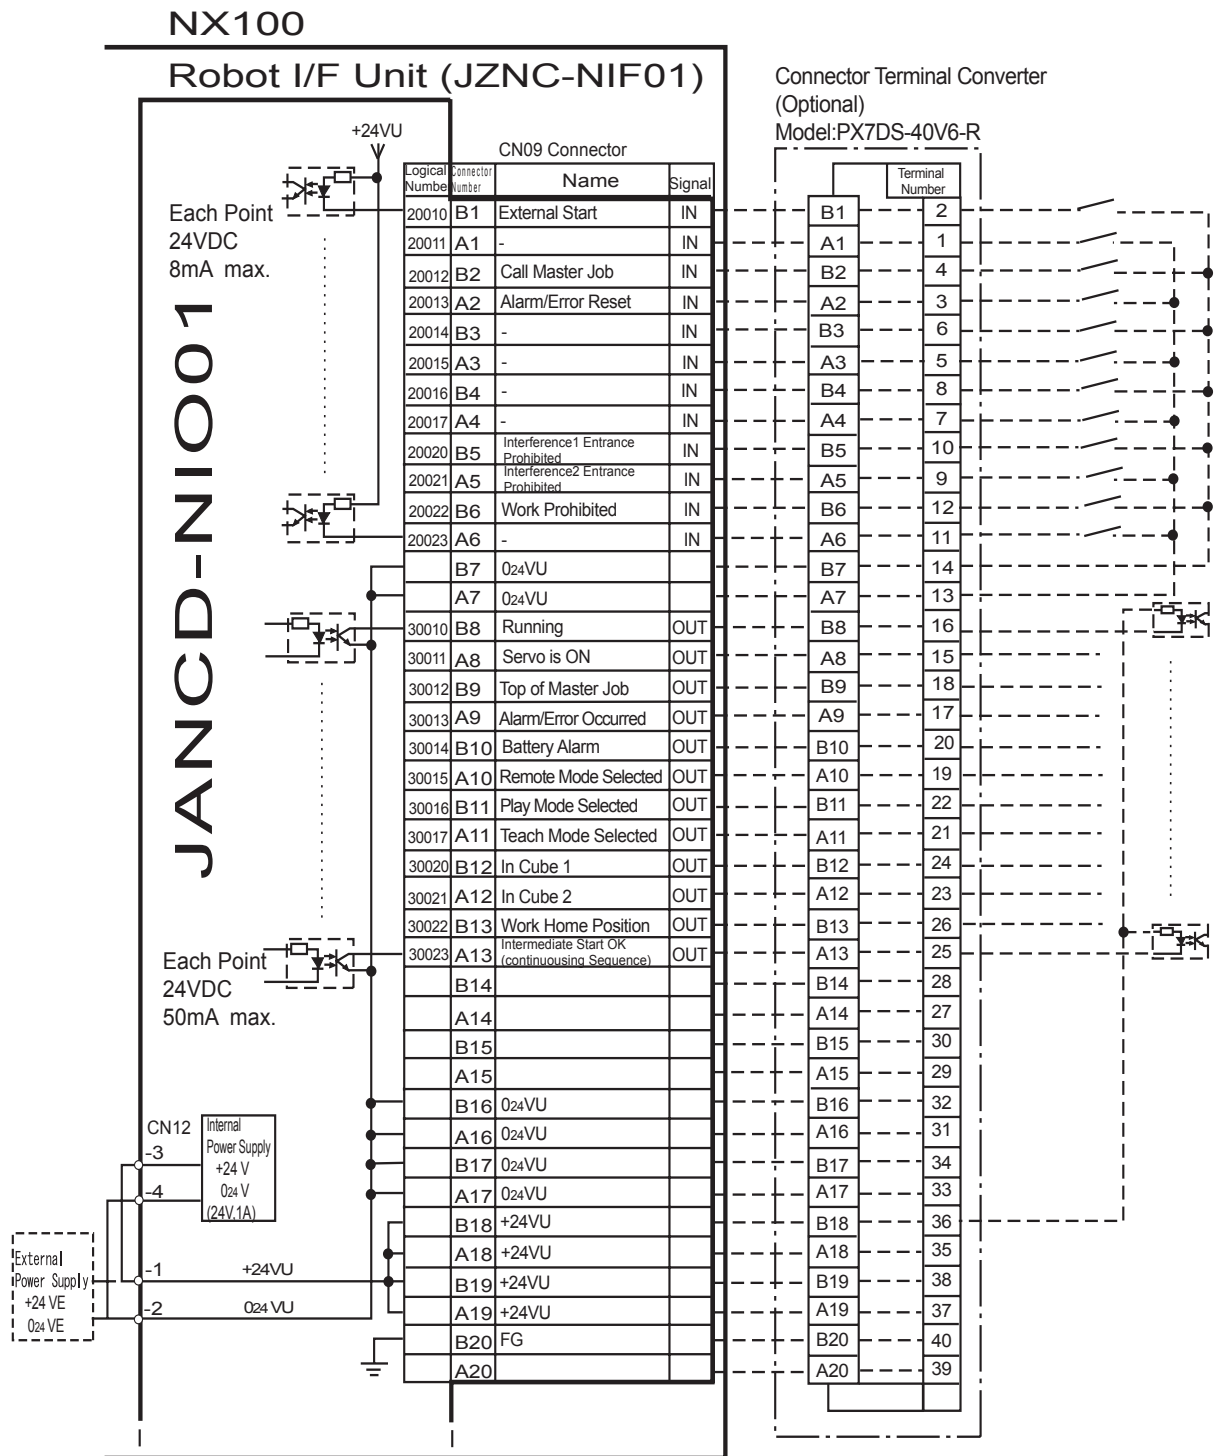 NX100
Robot I/F Unit (JZNC-NIF01)
Connector Terminal Converter
(Optional)
Model:PX7DS-40V6-R
+24VU
CN09 Connector
Logical Numbe Connector Number Name Signal
Terminal Number
Each Point
24VDC
8mA max.
JANCD-NIO01
20010 B1 External Start IN B1 2
20011 A1 - IN A1 1
20012 B2 Call Master Job IN B2 4
20013 A2 Alarm/Error Reset IN A2 3
20014 B3 - IN B3 6
20015 A3 - IN A3 5
20016 B4 - IN B4 8
20017 A4 - IN A4 7
20020 B5 Interference1 Entrance Prohibited IN B5 10
20021 A5 Interference2 Entrance Prohibited IN A5 9
20022 B6 Work Prohibited IN B6 12
20023 A6 - IN A6 11
B7 024VU B7 14
A7 024VU A7 13
30010 B8 Running OUT B8 16
30011 A8 Servo is ON OUT A8 15
30012 B9 Top of Master Job OUT B9 18
30013 A9 Alarm/Error Occurred OUT A9 17
30014 B10 Battery Alarm OUT B10 20
30015 A10 Remote Mode Selected OUT A10 19
30016 B11 Play Mode Selected OUT B11 22
30017 A11 Teach Mode Selected OUT A11 21
30020 B12 In Cube 1 OUT B12 24
30021 A12 In Cube 2 OUT A12 23
30022 B13 Work Home Position OUT B13 26
30023 A13 Intermediate Start OK (continuousing Sequence) OUT A13 25
Each Point
24VDC
50mA max.
B14 B14 28
A14 A14 27
B15 B15 30
A15 A15 29
B16 024VU B16 32
A16 024VU A16 31
B17 024VU B17 34
A17 024VU A17 33
B18 +24VU B18 36
A18 +24VU A18 35
B19 +24VU B19 38
A19 +24VU A19 37
B20 FG B20 40
A20 A20 39
CN12
-3
-4
-1
-2
Internal
Power Supply
+24 V
024 V
(24V,1A)
External
Power Supply
+24 VE
024 VE
+24VU
024 VU